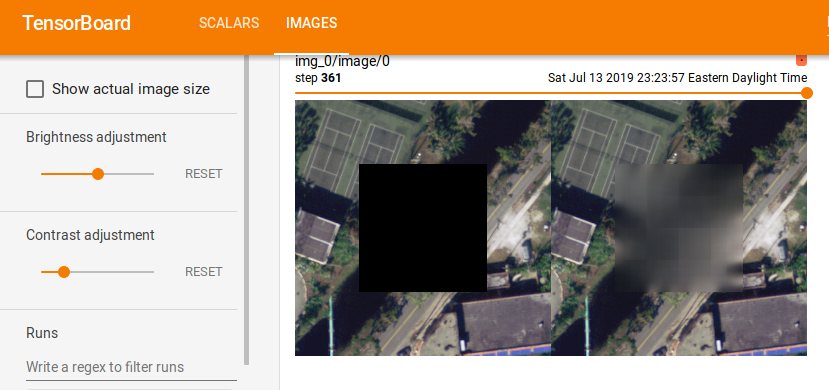 TensorBoard
SCALARS
IMAGES
img_0/image/0
step 361
Sat Jul 13 2019 23:23:57 Eastern Daylight Time
Show actual image size
Brightness adjustment
RESET
Contrast adjustment
RESET
Runs
Write a regex to filter runs